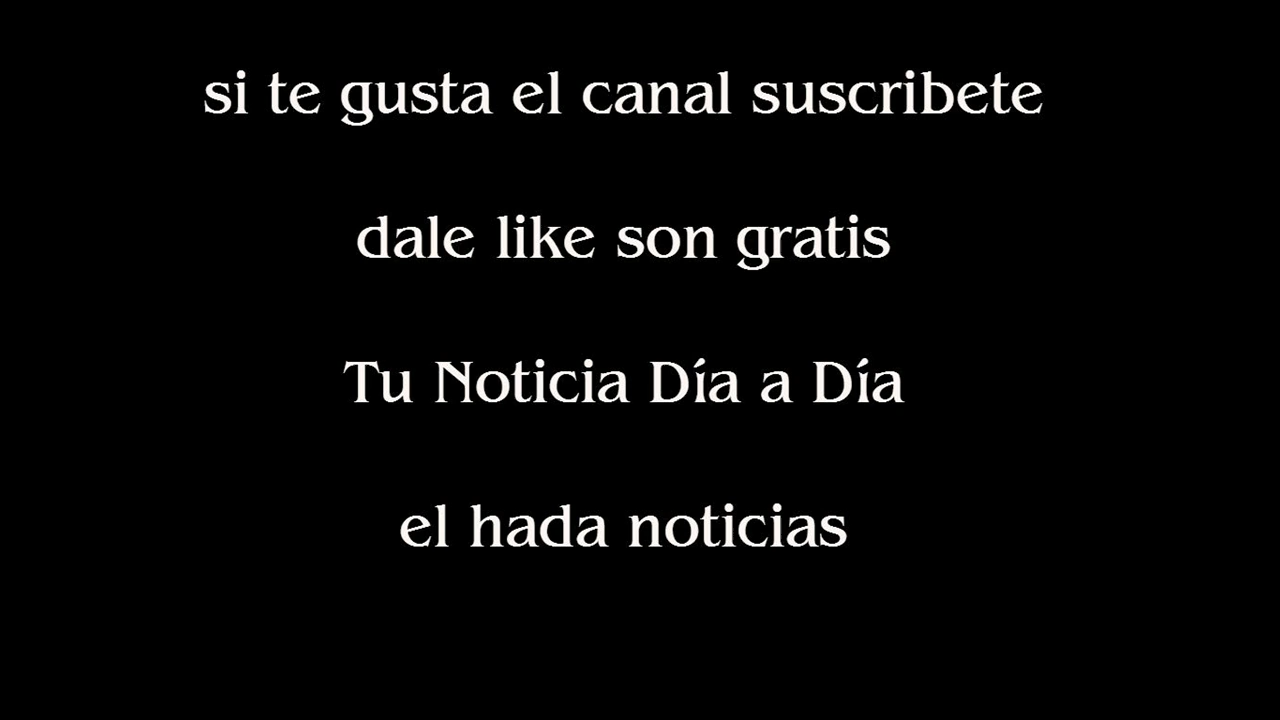 si te gusta el canal suscribete
dale like son gratis
Tu Noticia Día a Día
el hada noticias